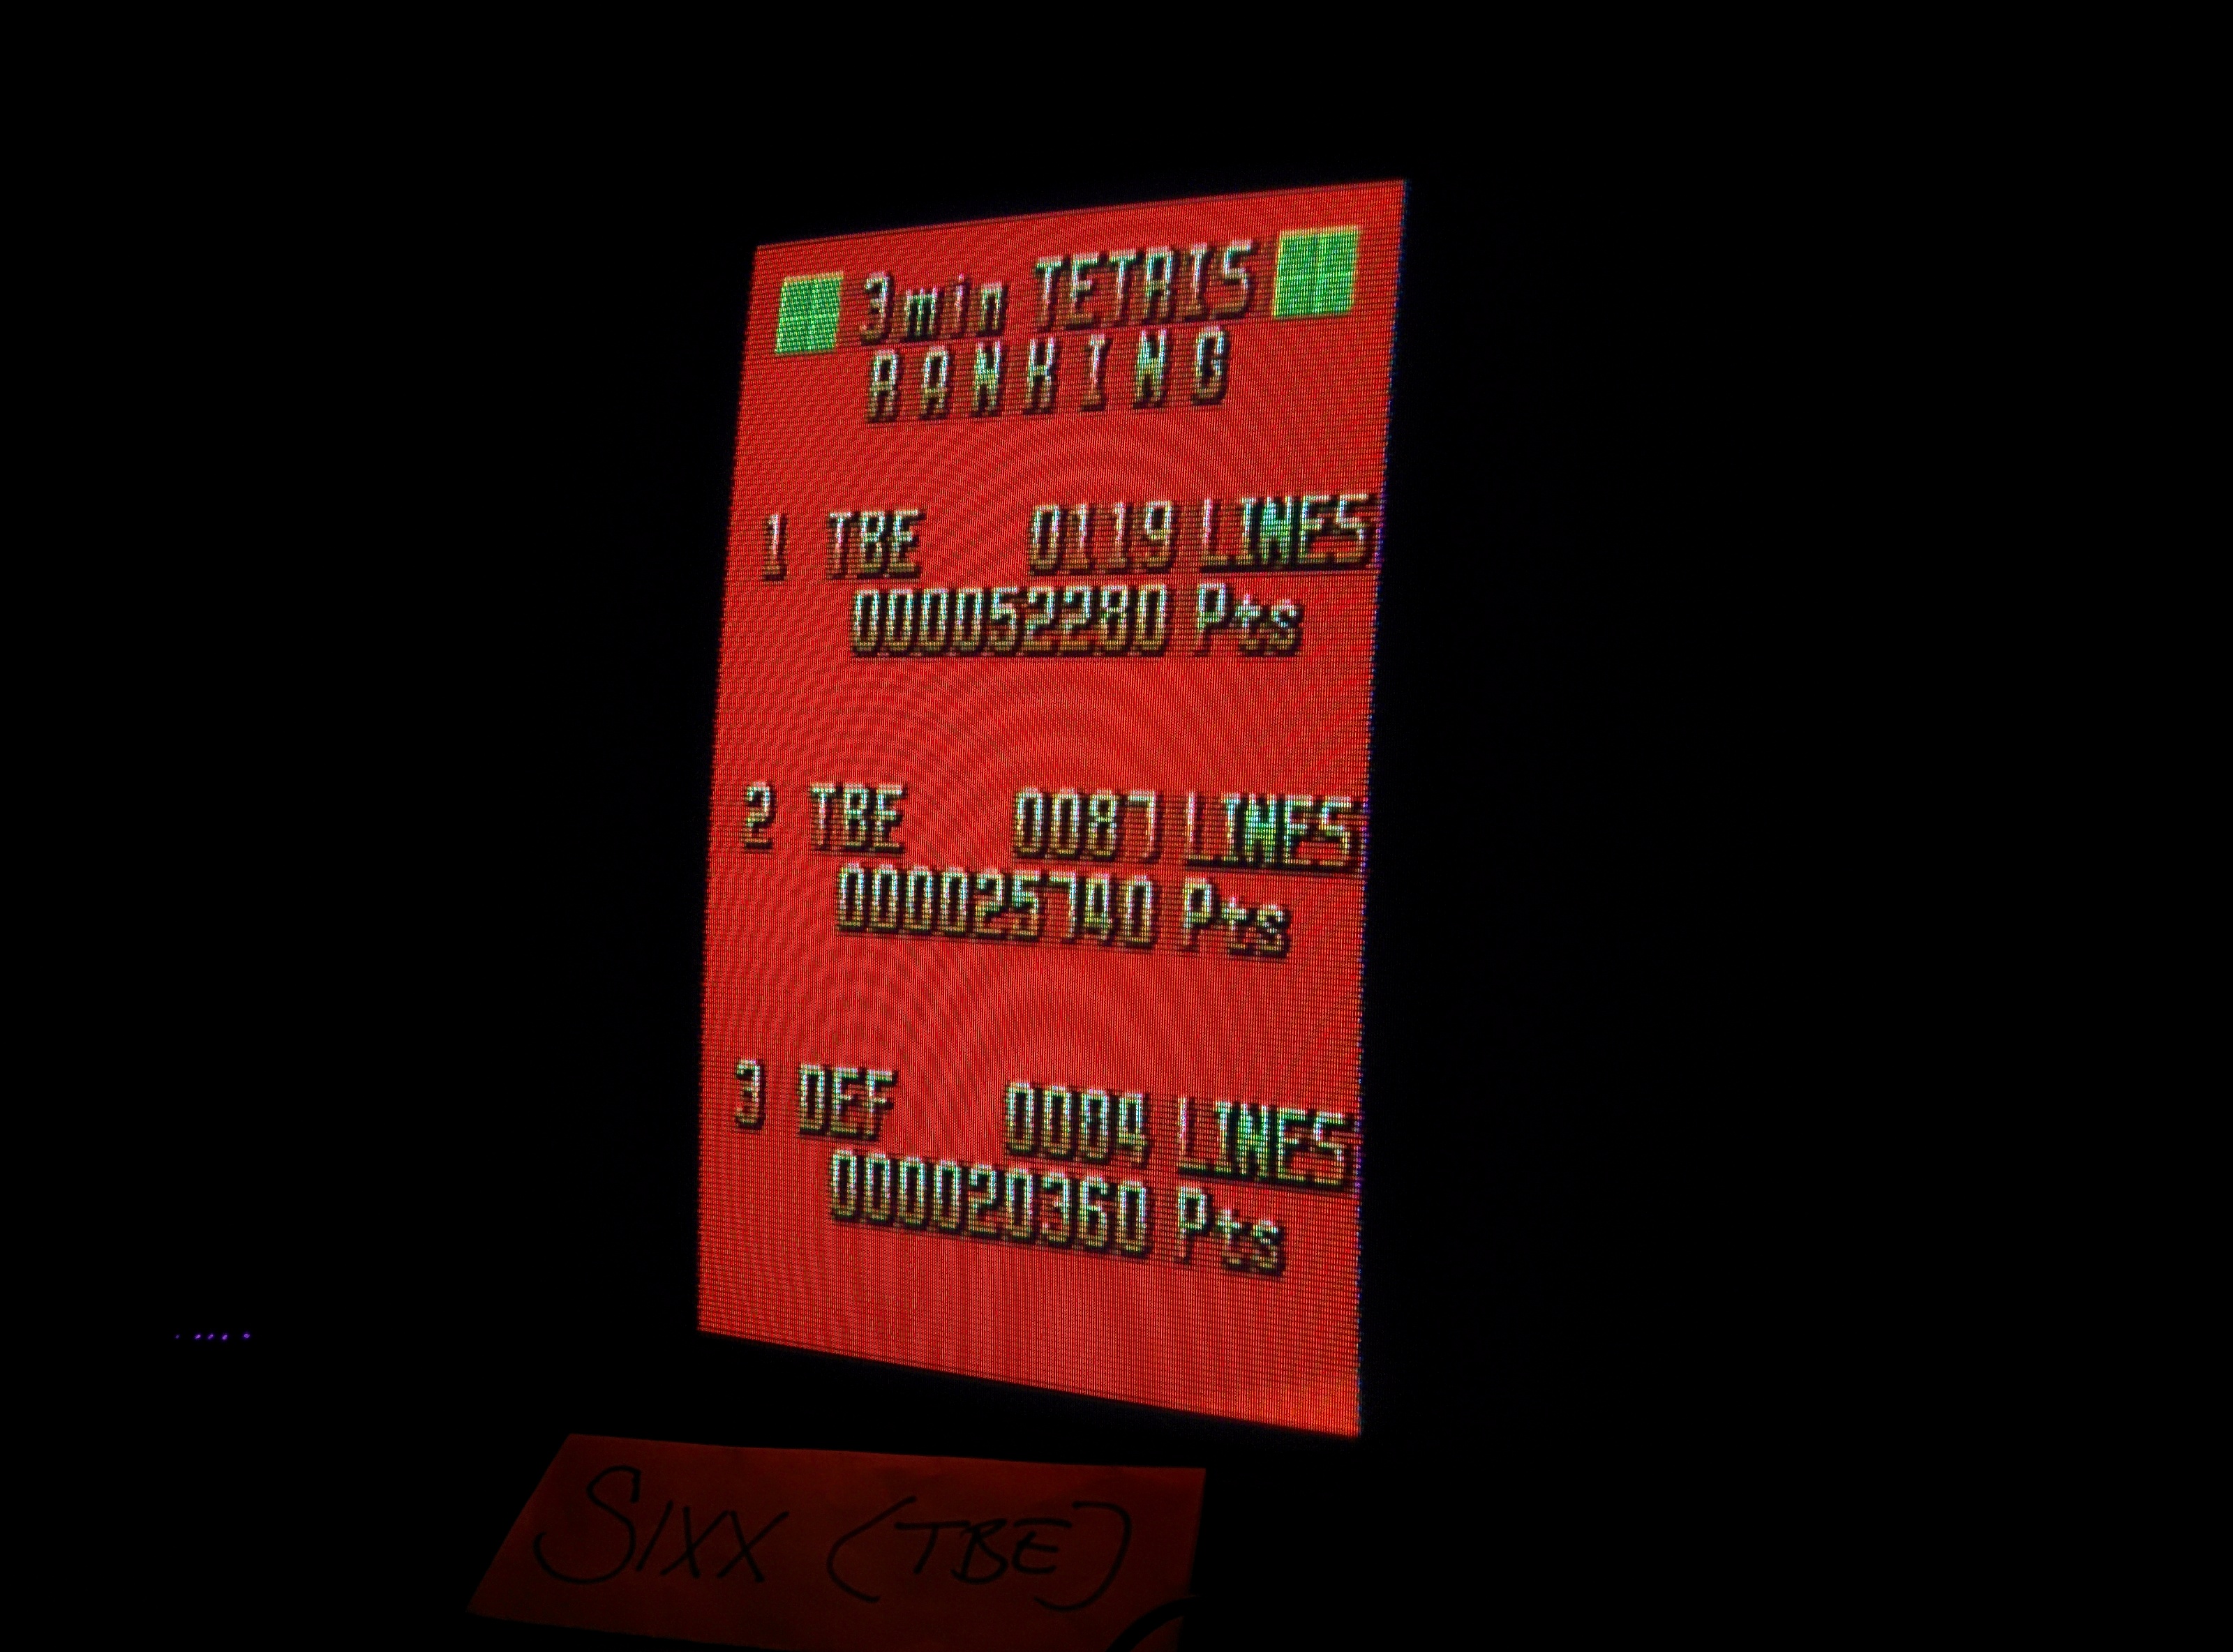 3min TETRIS
RANKING
1 TBE 0119 LINES
000052280 Pts
2 TBE 0087 LINES
000025740 Pts
3 DEF 0084 LINES
000020360 Pts
SIXX (TBE)